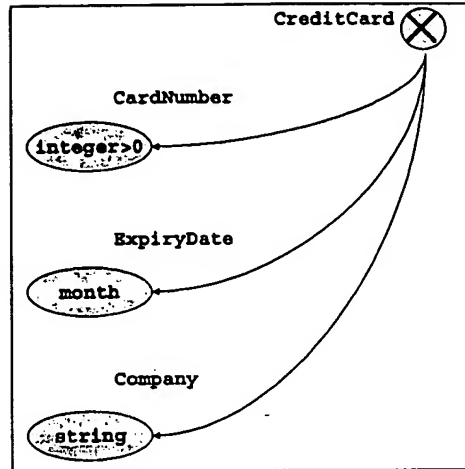 CreditCard
CardNumber
integer>0
ExpiryDate
month
Company
string